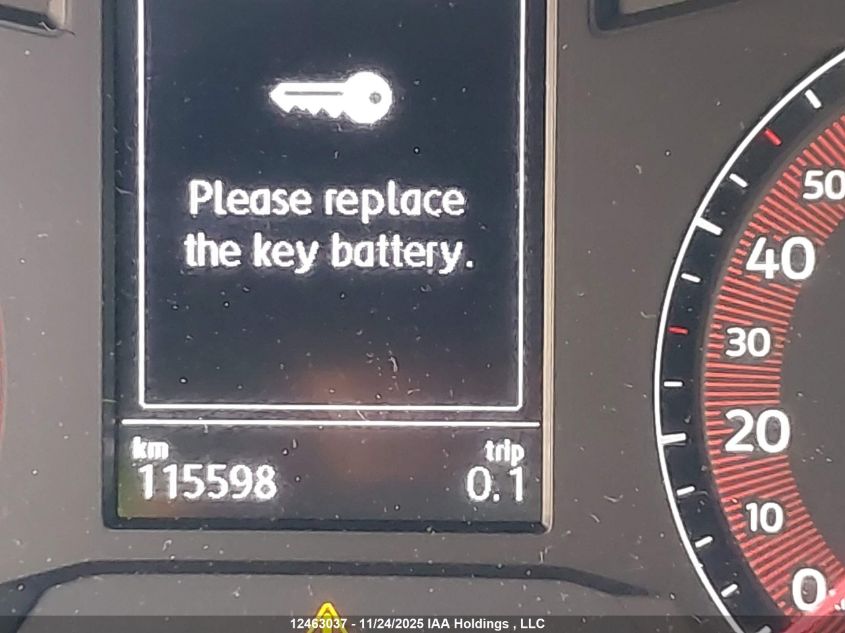 Please replace
the key battery.
km
trip
115598
0.1
50
40
30
20
10
0
12463037 - 11/24/2025 IAA Holdings , LLC